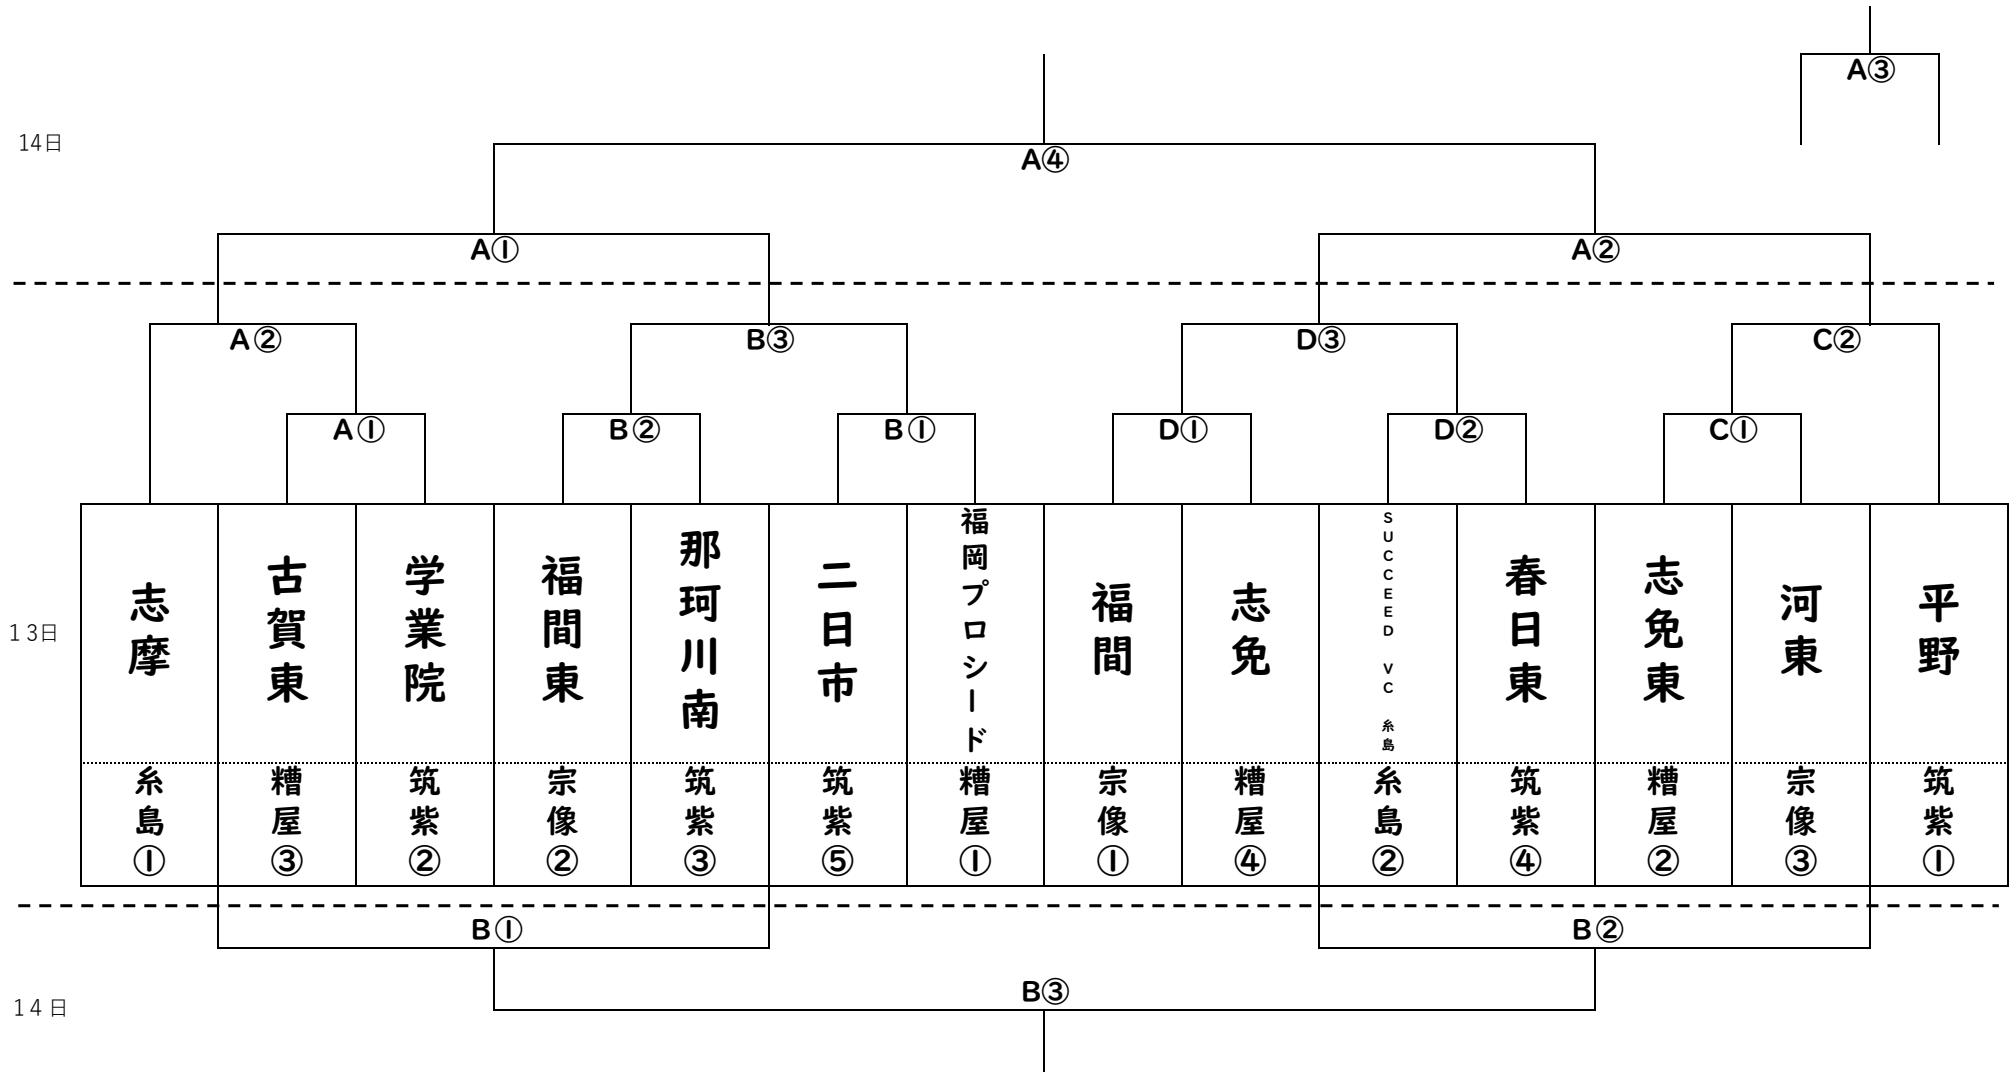 A③
14日
A④
A①
A②
A②
B③
D③
C②
A①
B②
B①
D①
D②
C①
13日
志摩
古賀東
学業院
福間東
那珂川南
二日市
福岡プロシード
福間
志免
SUCCEED VC 糸島
春日東
志免東
河東
平野
糸島①
糟屋③
筑紫②
宗像②
筑紫③
筑紫⑤
糟屋①
宗像①
糟屋④
糸島②
筑紫④
糟屋②
宗像③
筑紫①
B①
B②
B③
14日